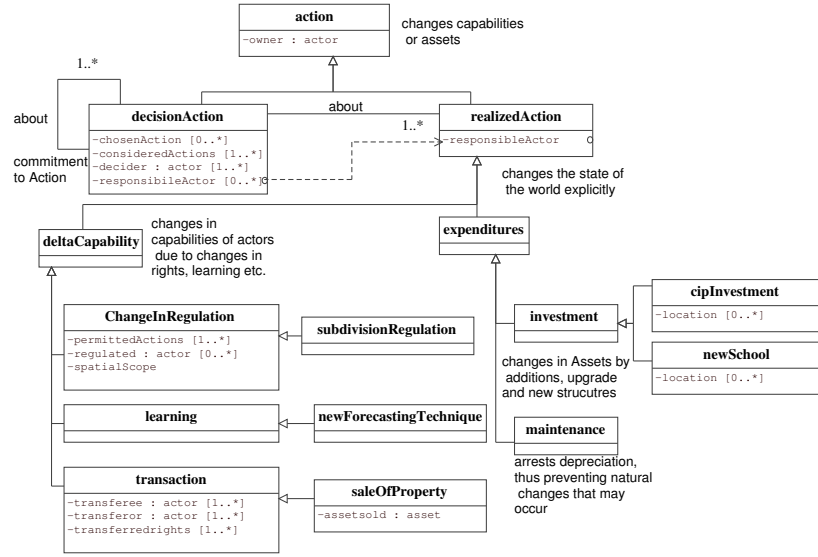 action
-owner : actor
changes capabilities
or assets
1..*
about
commitment
to Action
decisionAction
-chosenAction [0..*]
-consideredActions [1..*]
-decider : actor [1..*]
-responsibileActor [0..*]
about
1..*
realizedAction
-responsibleActor
changes the state of
the world explicitly
deltaCapability
changes in
capabilities of actors
due to changes in
rights, learning etc.
expenditures
ChangeInRegulation
-permittedActions [1..*]
-regulated : actor [0..*]
-spatialScope
subdivisionRegulation
investment
cipInvestment
-location [0..*]
newSchool
-location [0..*]
changes in Assets by
additions, upgrade
and new strucutres
learning
newForecastingTechnique
maintenance
arrests depreciation,
thus preventing natural
changes that may
occur
transaction
-transferee : actor [1..*]
-transferor : actor [1..*]
-transferredrights [1..*]
saleOfProperty
-assetsold : asset